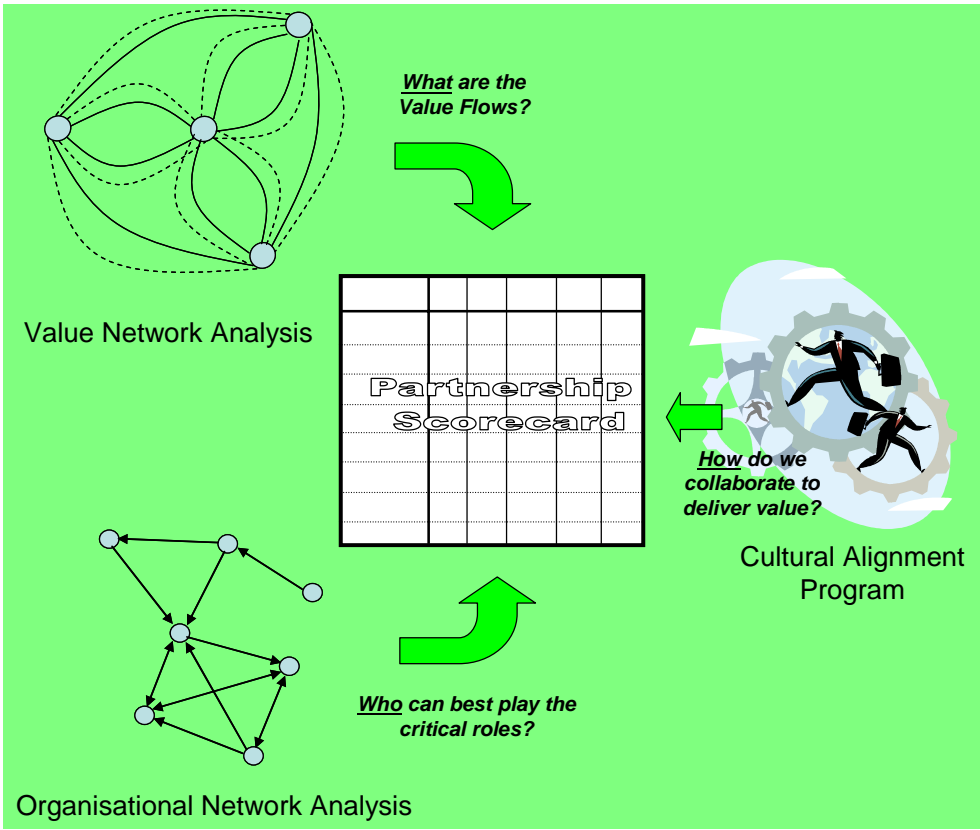 What are the
Value Flows?
Value Network Analysis
Partnership
Scorecard
How do we
collaborate to
deliver value?
Cultural Alignment
Program
Who can best play the
critical roles?
Organisational Network Analysis